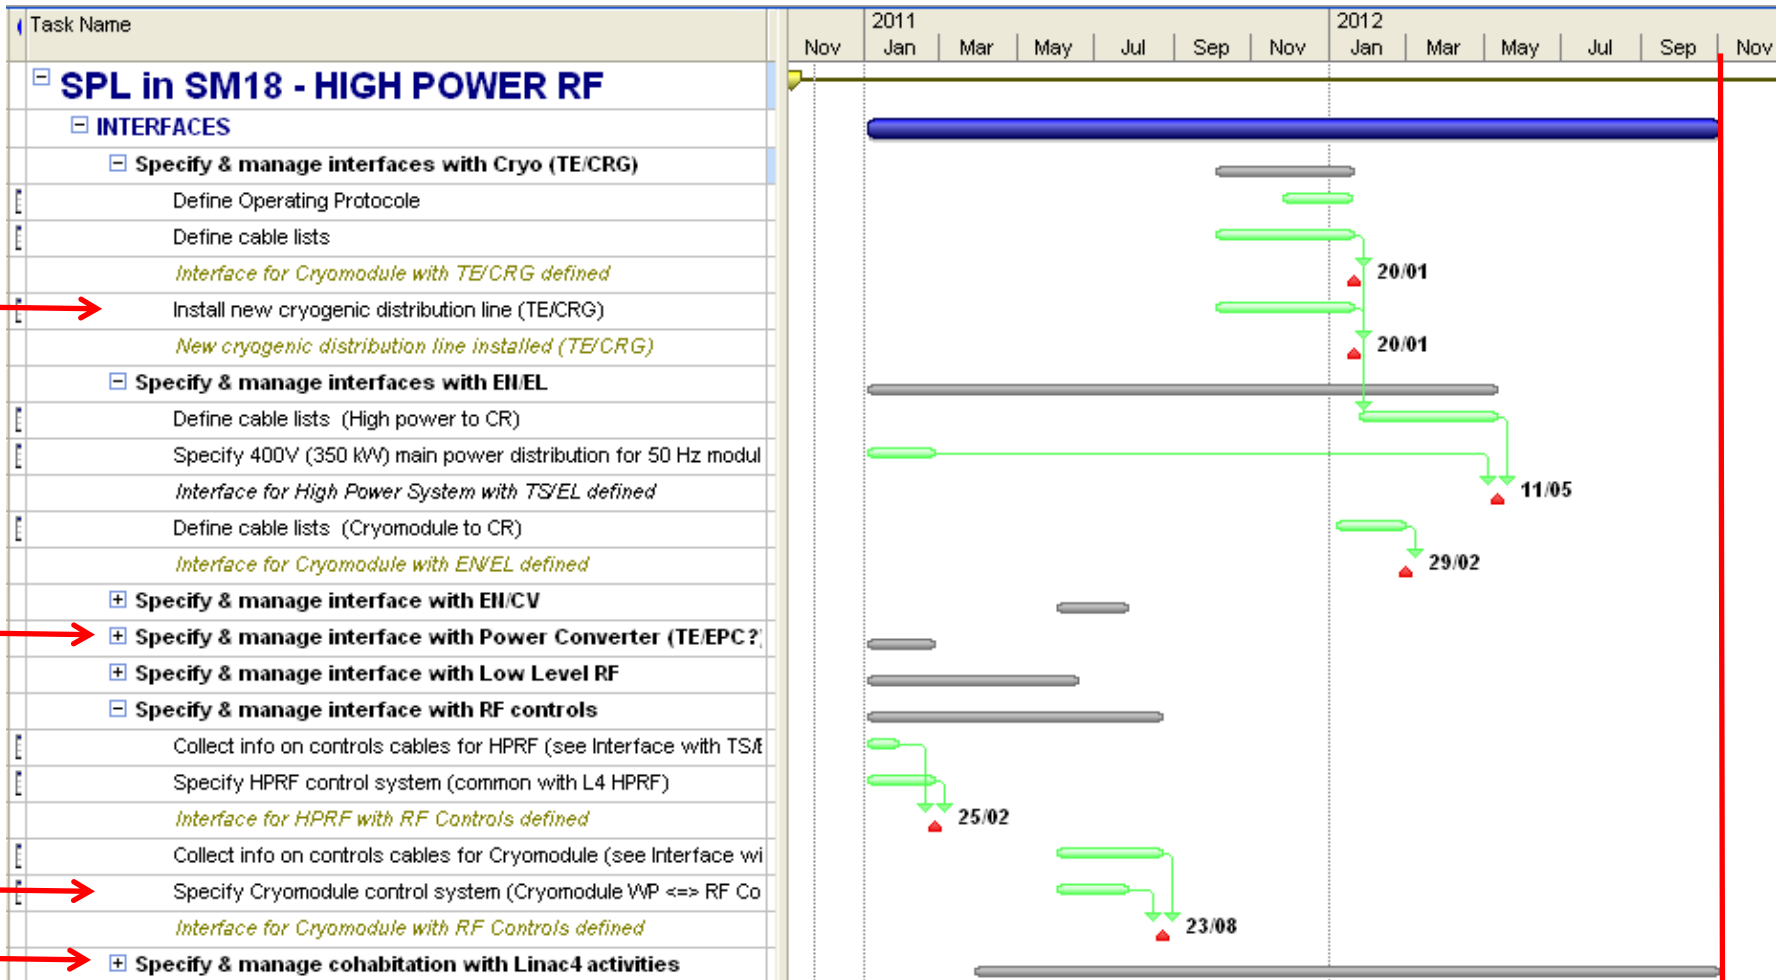 Task Name
2011
2012
Nov Jan Mar May Jul Sep Nov Jan Mar May Jul Sep Nov
SPL in SM18 - HIGH POWER RF
INTERFACES
Specify & manage interfaces with Cryo (TE/CRG)
Define Operating Protocole
Define cable lists
Interface for Cryomodule with TE/CRG defined
20/01
Install new cryogenic distribution line (TE/CRG)
New cryogenic distribution line installed (TE/CRG)
20/01
Specify & manage interfaces with EN/EL
Define cable lists (High power to CR)
Specify 400V (350 kW) main power distribution for 50 Hz modul
Interface for High Power System with TS/EL defined
11/05
Define cable lists (Cryomodule to CR)
Interface for Cryomodule with EN/EL defined
29/02
Specify & manage interface with EN/CV
Specify & manage interface with Power Converter (TE/EPC?)
Specify & manage interface with Low Level RF
Specify & manage interface with RF controls
Collect info on controls cables for HPRF (see Interface with TS/E
Specify HPRF control system (common with L4 HPRF)
Interface for HPRF with RF Controls defined
25/02
Collect info on controls cables for Cryomodule (see Interface wi
Specify Cryomodule control system (Cryomodule WP <=> RF Co
Interface for Cryomodule with RF Controls defined
23/08
Specify & manage cohabitation with Linac4 activities